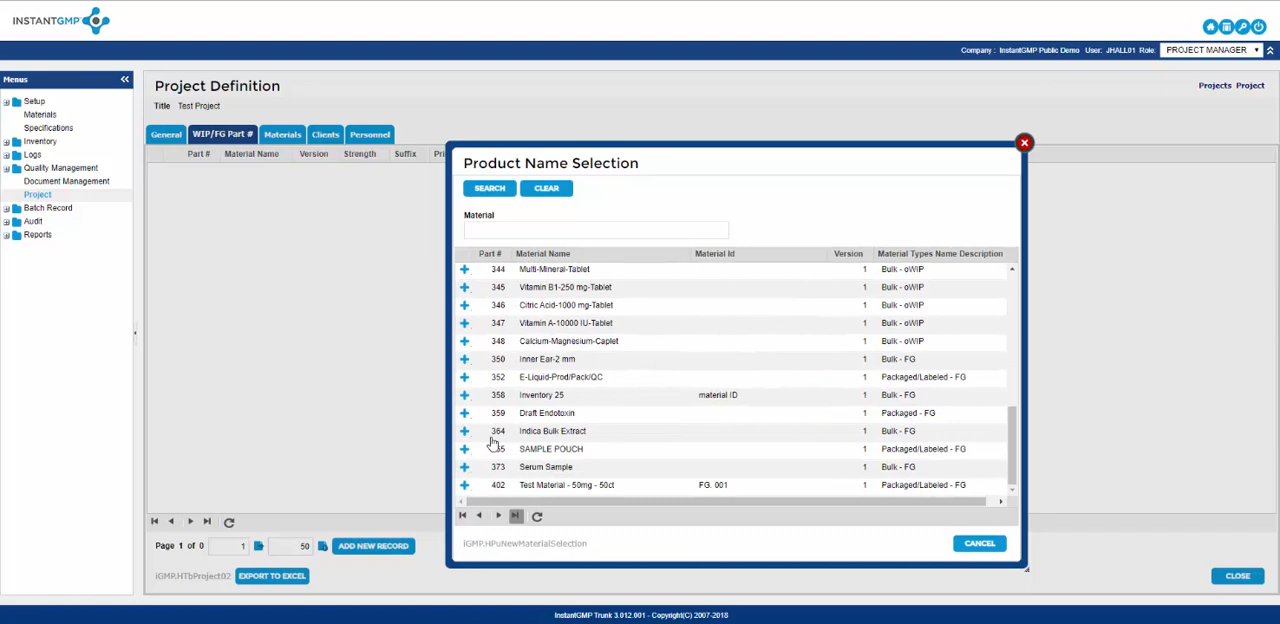 INSTANTGMP
Company : InstantGMP Public Demo User: JHALL01 Role: PROJECT MANAGER
Menus
Setup
Materials
Specifications
Inventory
Logs
Quality Management
Document Management
Project
Batch Record
Audit
Reports
Project Definition
Projects Project
Title Test Project
General WIP/FG Part # Materials Clients Personnel
Part # Material Name Version Strength Suffix Pri
Product Name Selection
SEARCH CLEAR
Material
Part # Material Name Material Id Version Material Types Name Description
344 Multi-Mineral-Tablet 1 Bulk - oWIP
345 Vitamin B1-250 mg-Tablet 1 Bulk - oWIP
346 Citric Acid-1000 mg-Tablet 1 Bulk - oWIP
347 Vitamin A-10000 IU-Tablet 1 Bulk - oWIP
348 Calcium-Magnesium-Caplet 1 Bulk - oWIP
350 Inner Ear-2 mm 1 Bulk - FG
352 E-Liquid-Prod/Pack/QC 1 Packaged/Labeled - FG
358 Inventory 25 material ID 1 Bulk - FG
359 Draft Endotoxin 1 Packaged - FG
364 Indica Bulk Extract 1 Bulk - FG
SAMPLE POUCH 1 Packaged/Labeled - FG
373 Serum Sample 1 Bulk - FG
402 Test Material - 50mg - 50ct FG. 001 1 Packaged/Labeled - FG
iGMP.HPuNewMaterialSelection CANCEL
Page 1 of 0 1 50 ADD NEW RECORD
iGMP.HTbProject02 EXPORT TO EXCEL CLOSE
InstantGMP Trunk 3.012.001 - Copyright(C) 2007-2018